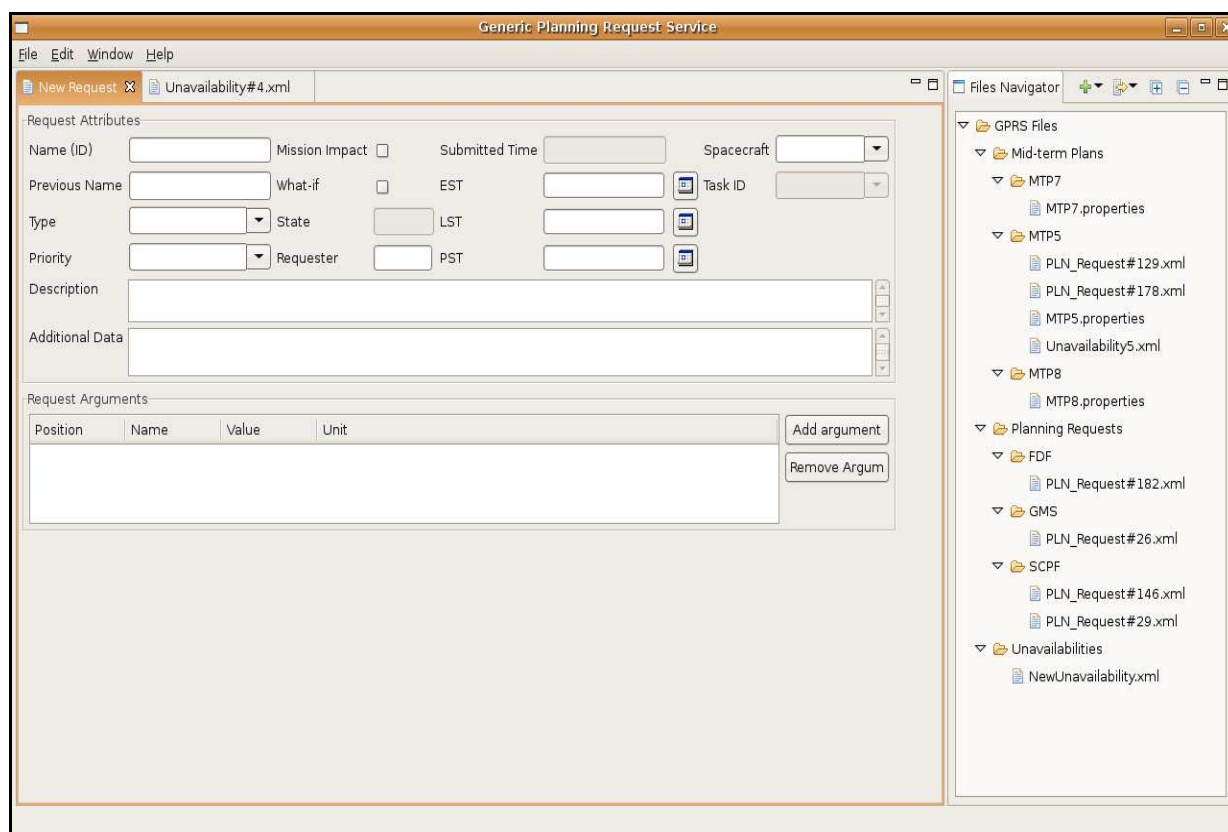 Generic Planning Request Service
File Edit Window Help
New Request Unavailability#4.xml
Request Attributes
Name (ID) Mission Impact Submitted Time Spacecraft
Previous Name What-if EST Task ID
Type State LST
Priority Requester PST
Description
Additional Data
Request Arguments
Position Name Value Unit
Add argument
Remove Argum
Files Navigator
GPRS Files
Mid-term Plans
MTP7
MTP7.properties
MTP5
PLN_Request#129.xml
PLN_Request#178.xml
MTP5.properties
Unavailability5.xml
MTP8
MTP8.properties
Planning Requests
FDF
PLN_Request#182.xml
GMS
PLN_Request#26.xml
SCPF
PLN_Request#146.xml
PLN_Request#29.xml
Unavailabilities
NewUnavailability.xml